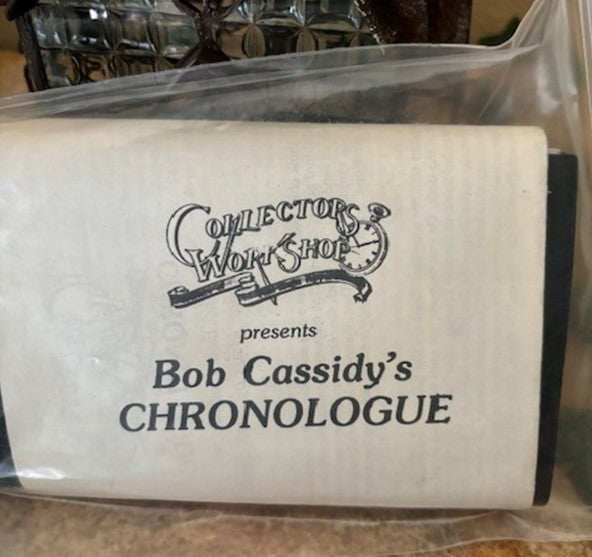 COLLECTORS
WORKSHOP
presents
Bob Cassidy's
CHRONOLOGUE